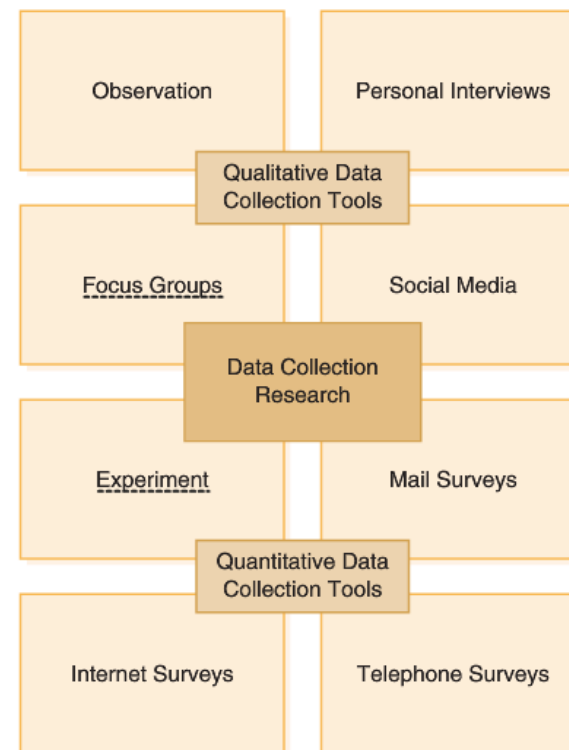 Observation
Personal Interviews
Qualitative Data
Collection Tools
Focus Groups
Social Media
Data Collection
Research
Experiment
Mail Surveys
Quantitative Data
Collection Tools
Internet Surveys
Telephone Surveys